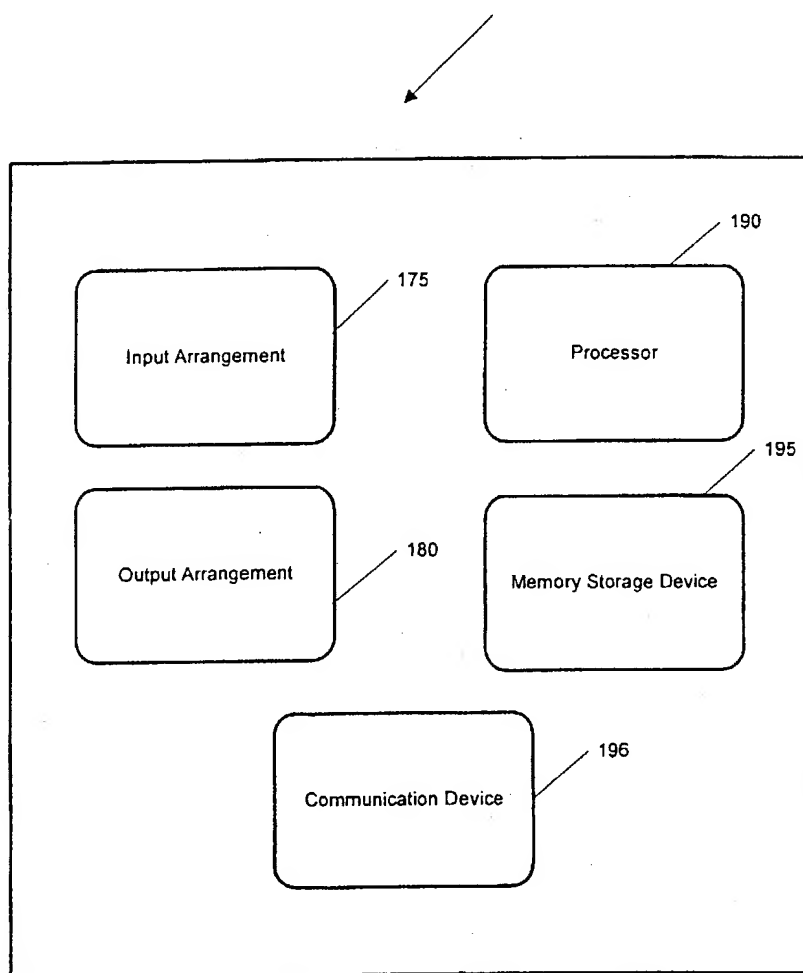 190
175
Input Arrangement
Processor
195
180
Output Arrangement
Memory Storage Device
196
Communication Device